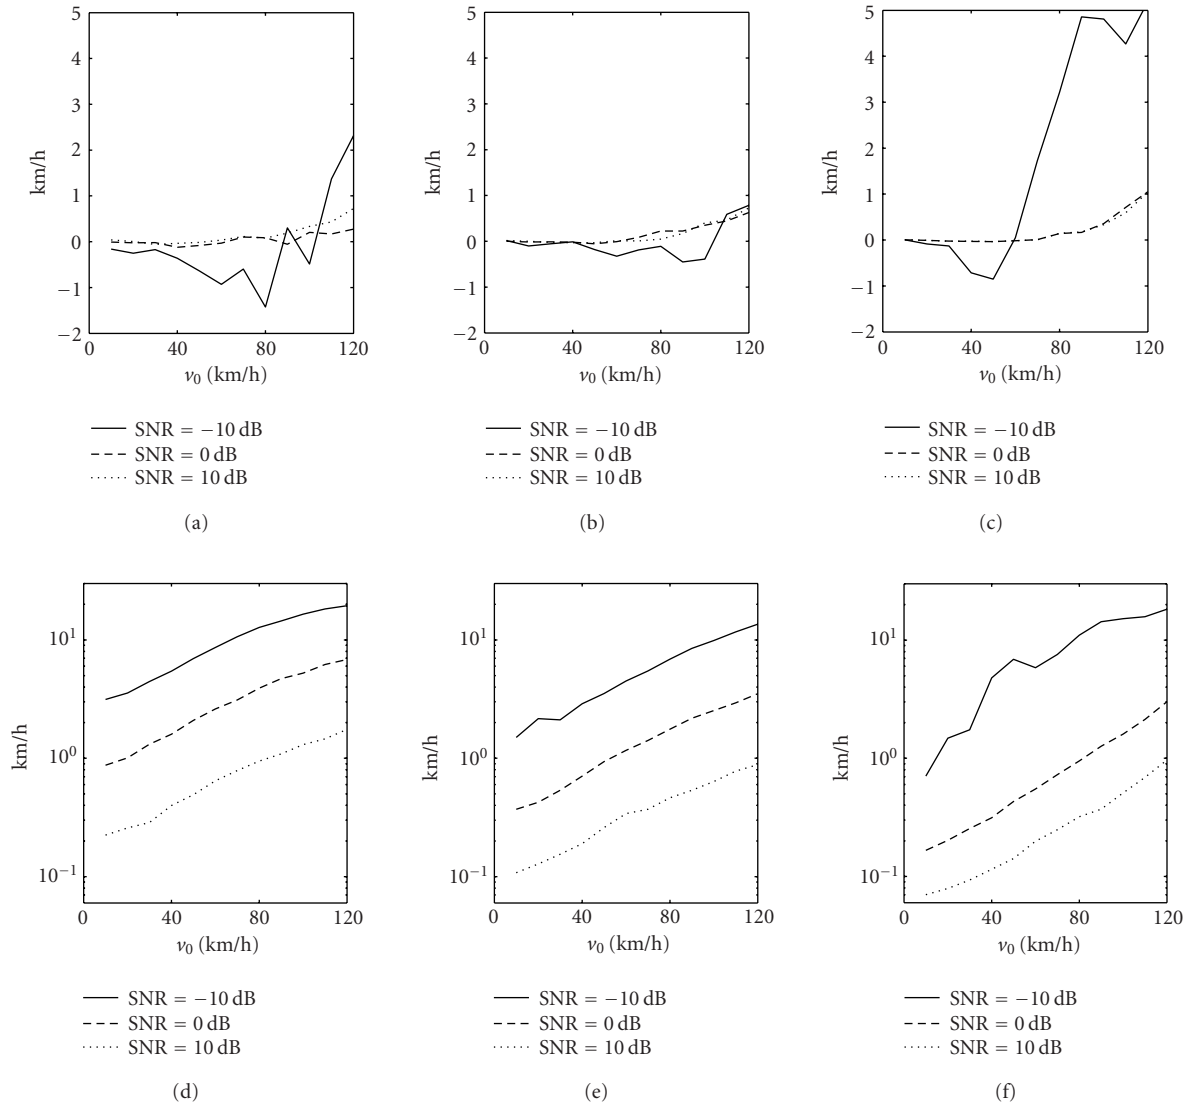 5
4
3
2
1
0
−1
−2
km/h
0 40 80 120
v0 (km/h)
SNR = −10 dB
SNR = 0 dB
SNR = 10 dB
(a)
5
4
3
2
1
0
−1
−2
km/h
0 40 80 120
v0 (km/h)
SNR = −10 dB
SNR = 0 dB
SNR = 10 dB
(b)
5
4
3
2
1
0
−1
−2
km/h
0 40 80 120
v0 (km/h)
SNR = −10 dB
SNR = 0 dB
SNR = 10 dB
(c)
10^1
10^0
10^−1
km/h
0 40 80 120
v0 (km/h)
SNR = −10 dB
SNR = 0 dB
SNR = 10 dB
(d)
10^1
10^0
10^−1
km/h
0 40 80 120
v0 (km/h)
SNR = −10 dB
SNR = 0 dB
SNR = 10 dB
(e)
10^1
10^0
10^−1
km/h
0 40 80 120
v0 (km/h)
SNR = −10 dB
SNR = 0 dB
SNR = 10 dB
(f)